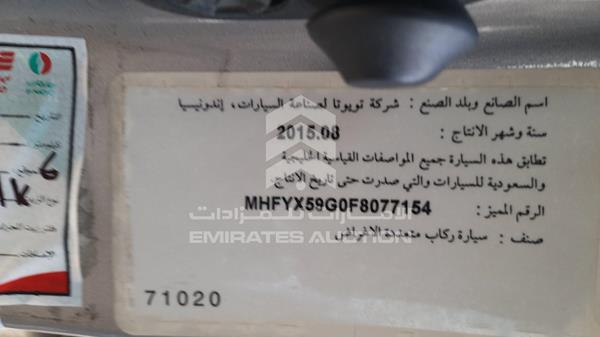 اسم الصانع وبلد الصنع : شركة تويوتا لصناعة السيارات، إندونيسيا
سنة وشهر الانتاج : 2015.08
تطابق هذه السيارة جميع المواصفات القياسية الخليجية
والسعودية للسيارات والتي صدرت حتى تاريخ الانتاج.
الرقم المميز : MHFYX59G0F8077154
صنف : سيارة ركاب متعددة الاغراض
71020
الإمارات للمزادات
EMIRATES AUCTION